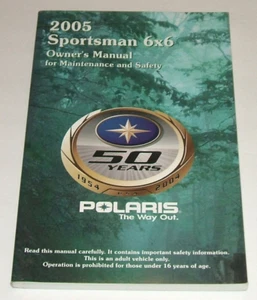 2005
Sportsman 6x6
Owner's Manual
for Maintenance and Safety
50
YEARS
1954 2004
POLARIS
The Way Out.
Read this manual carefully. It contains important safety information.
This is an adult vehicle only.
Operation is prohibited for those under 16 years of age.